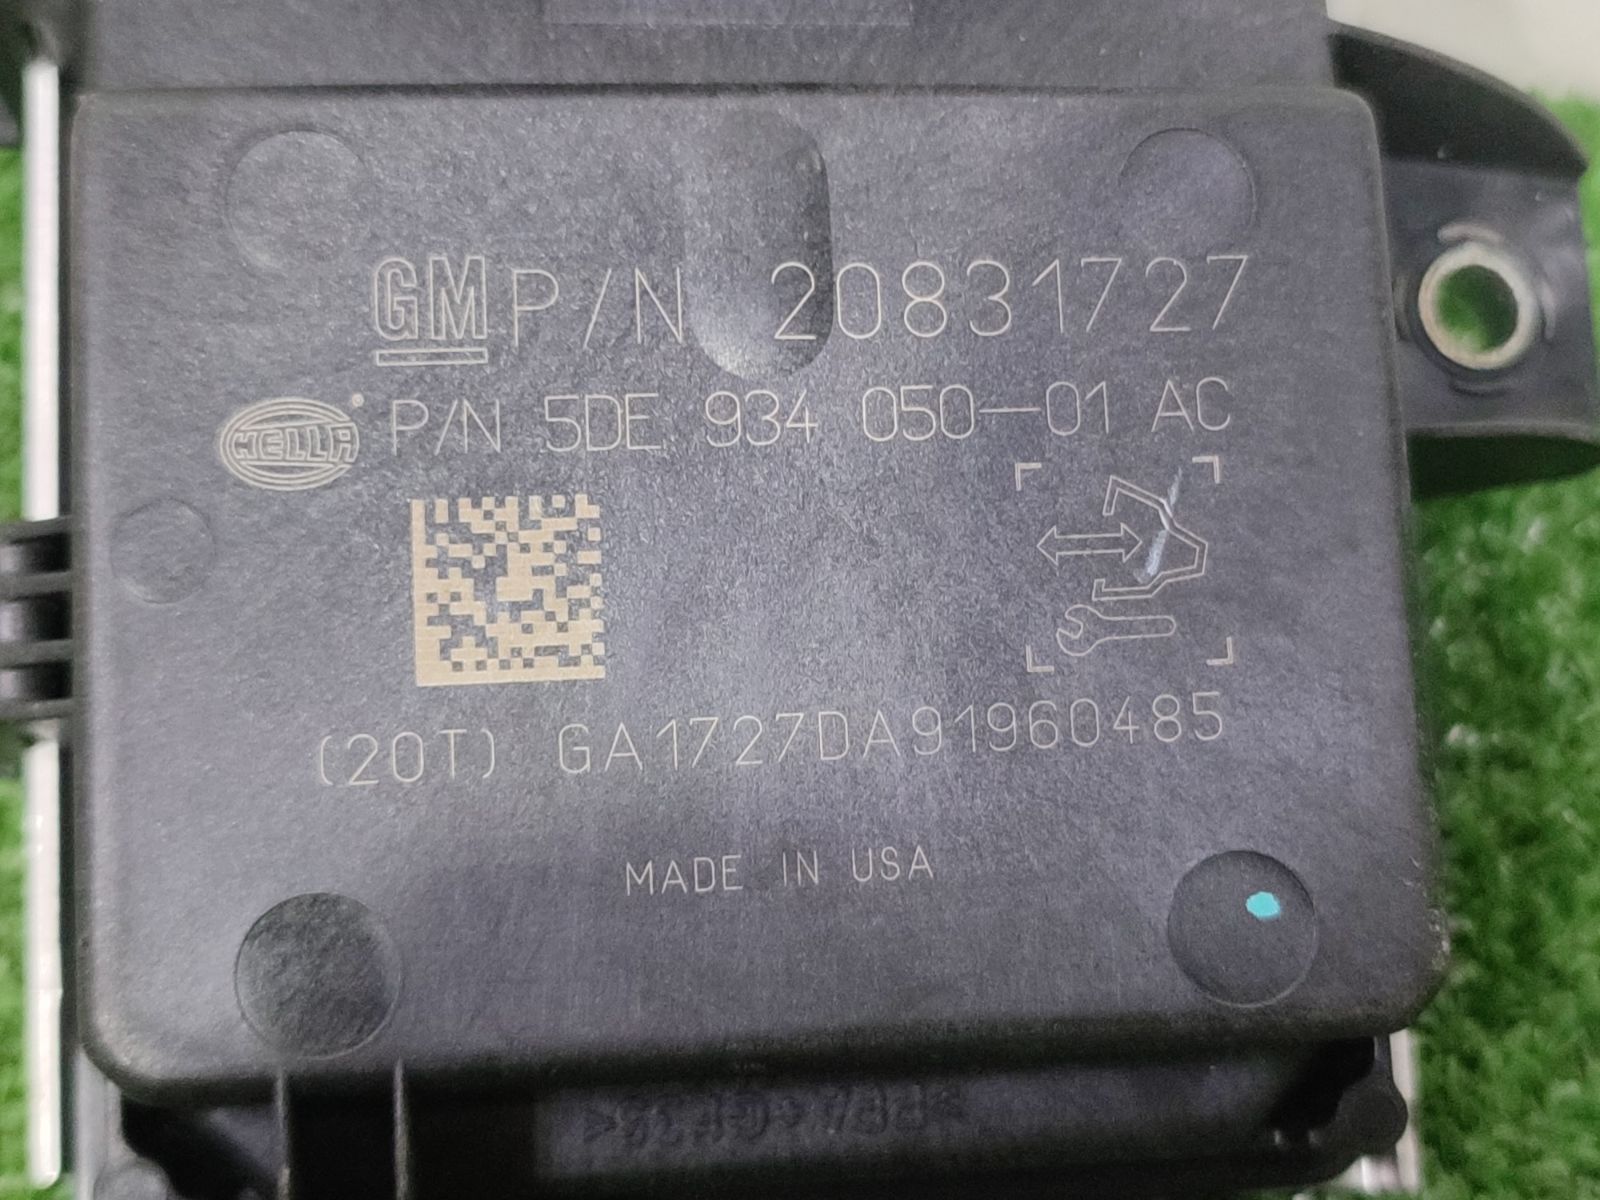 GM P/N 20831727
HELLA P/N 5DE 934 050-01 AC
(20T) GA1727DA91960485
MADE IN USA